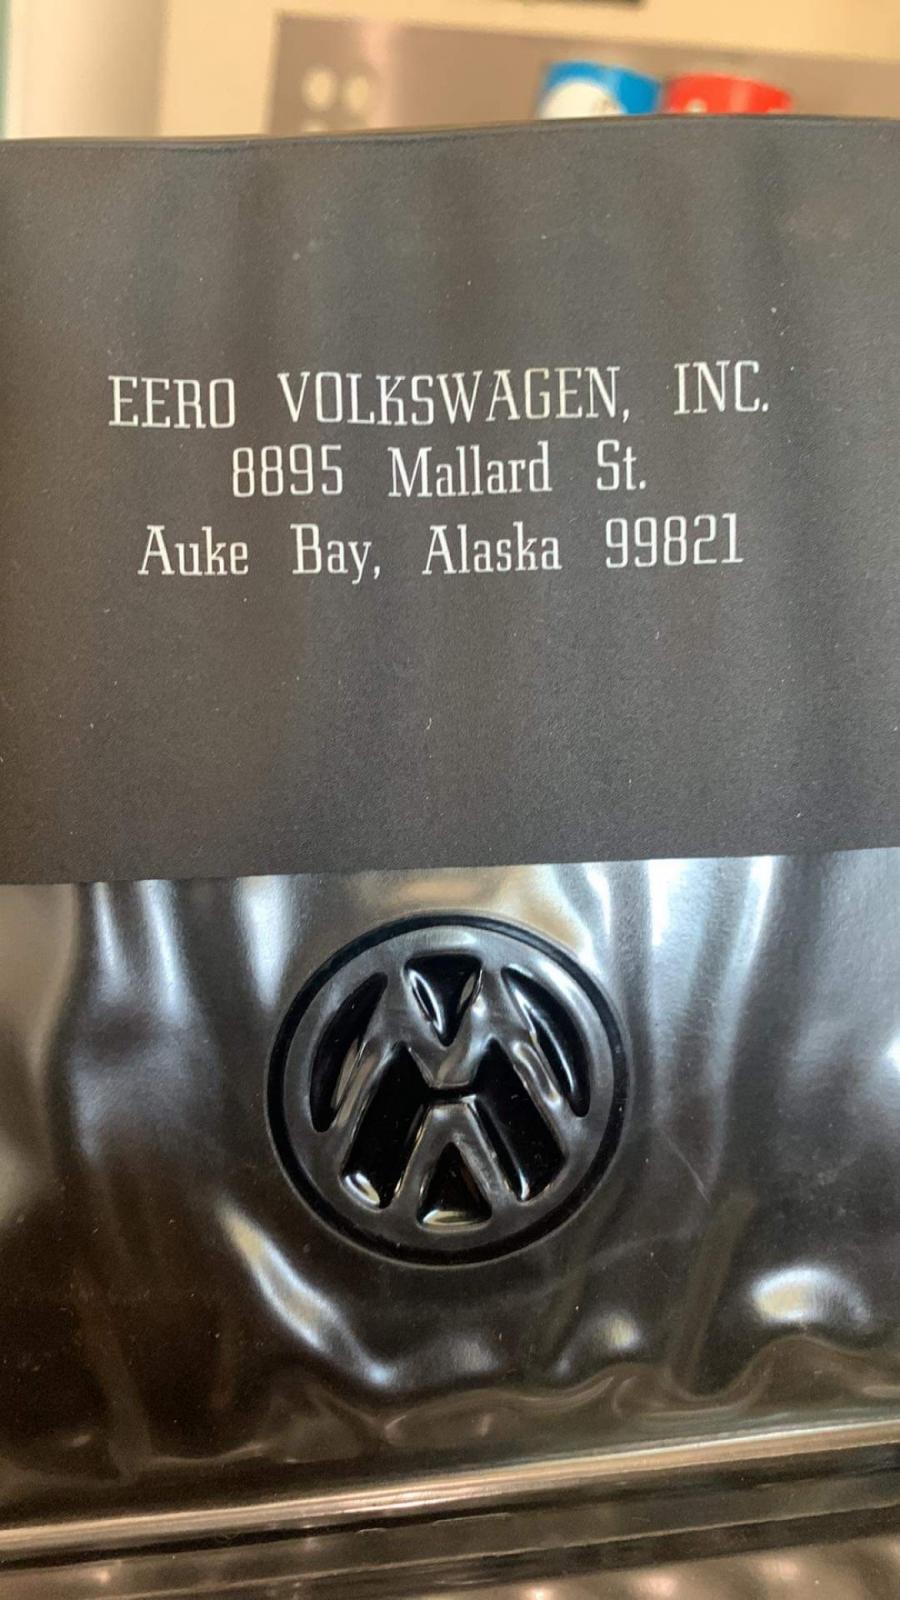 EERO VOLKSWAGEN, INC.
8895 Mallard St.
Auke Bay, Alaska 99821